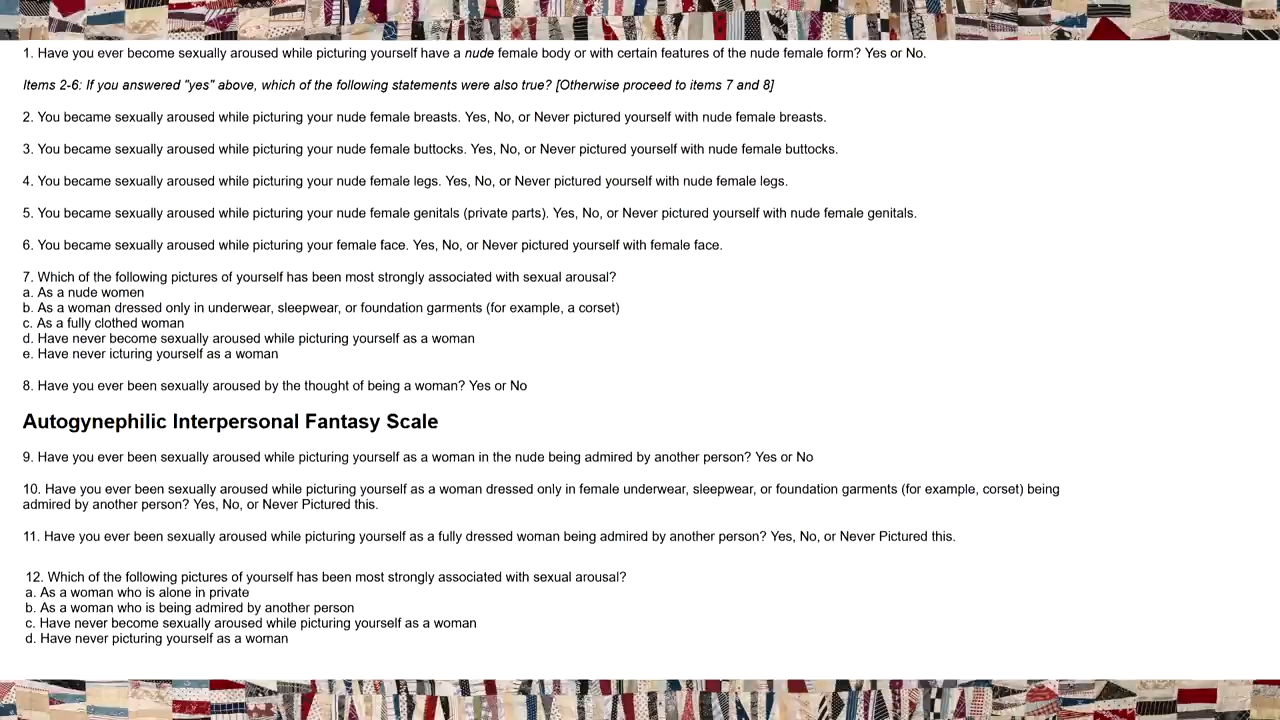 1. Have you ever become sexually aroused while picturing yourself have a nude female body or with certain features of the nude female form? Yes or No.
Items 2-6: If you answered "yes" above, which of the following statements were also true? [Otherwise proceed to items 7 and 8]
2. You became sexually aroused while picturing your nude female breasts. Yes, No, or Never pictured yourself with nude female breasts.
3. You became sexually aroused while picturing your nude female buttocks. Yes, No, or Never pictured yourself with nude female buttocks.
4. You became sexually aroused while picturing your nude female legs. Yes, No, or Never pictured yourself with nude female legs.
5. You became sexually aroused while picturing your nude female genitals (private parts). Yes, No, or Never pictured yourself with nude female genitals.
6. You became sexually aroused while picturing your female face. Yes, No, or Never pictured yourself with female face.
7. Which of the following pictures of yourself has been most strongly associated with sexual arousal?
a. As a nude women
b. As a woman dressed only in underwear, sleepwear, or foundation garments (for example, a corset)
c. As a fully clothed woman
d. Have never become sexually aroused while picturing yourself as a woman
e. Have never icturing yourself as a woman
8. Have you ever been sexually aroused by the thought of being a woman? Yes or No
Autogynephilic Interpersonal Fantasy Scale
9. Have you ever been sexually aroused while picturing yourself as a woman in the nude being admired by another person? Yes or No
10. Have you ever been sexually aroused while picturing yourself as a woman dressed only in female underwear, sleepwear, or foundation garments (for example, corset) being
admired by another person? Yes, No, or Never Pictured this.
11. Have you ever been sexually aroused while picturing yourself as a fully dressed woman being admired by another person? Yes, No, or Never Pictured this.
12. Which of the following pictures of yourself has been most strongly associated with sexual arousal?
a. As a woman who is alone in private
b. As a woman who is being admired by another person
c. Have never become sexually aroused while picturing yourself as a woman
d. Have never picturing yourself as a woman